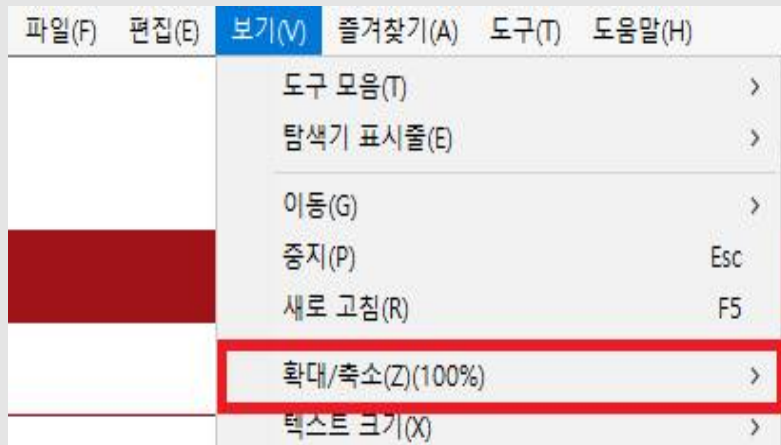 파일(F) 편집(E) 보기(V) 즐겨찾기(A) 도구(T) 도움말(H)
도구 모음(T) >
탐색기 표시줄(E) >
이동(G) >
중지(P) Esc
새로 고침(R) F5
확대/축소(Z)(100%) >
텍스트 크기(X) >